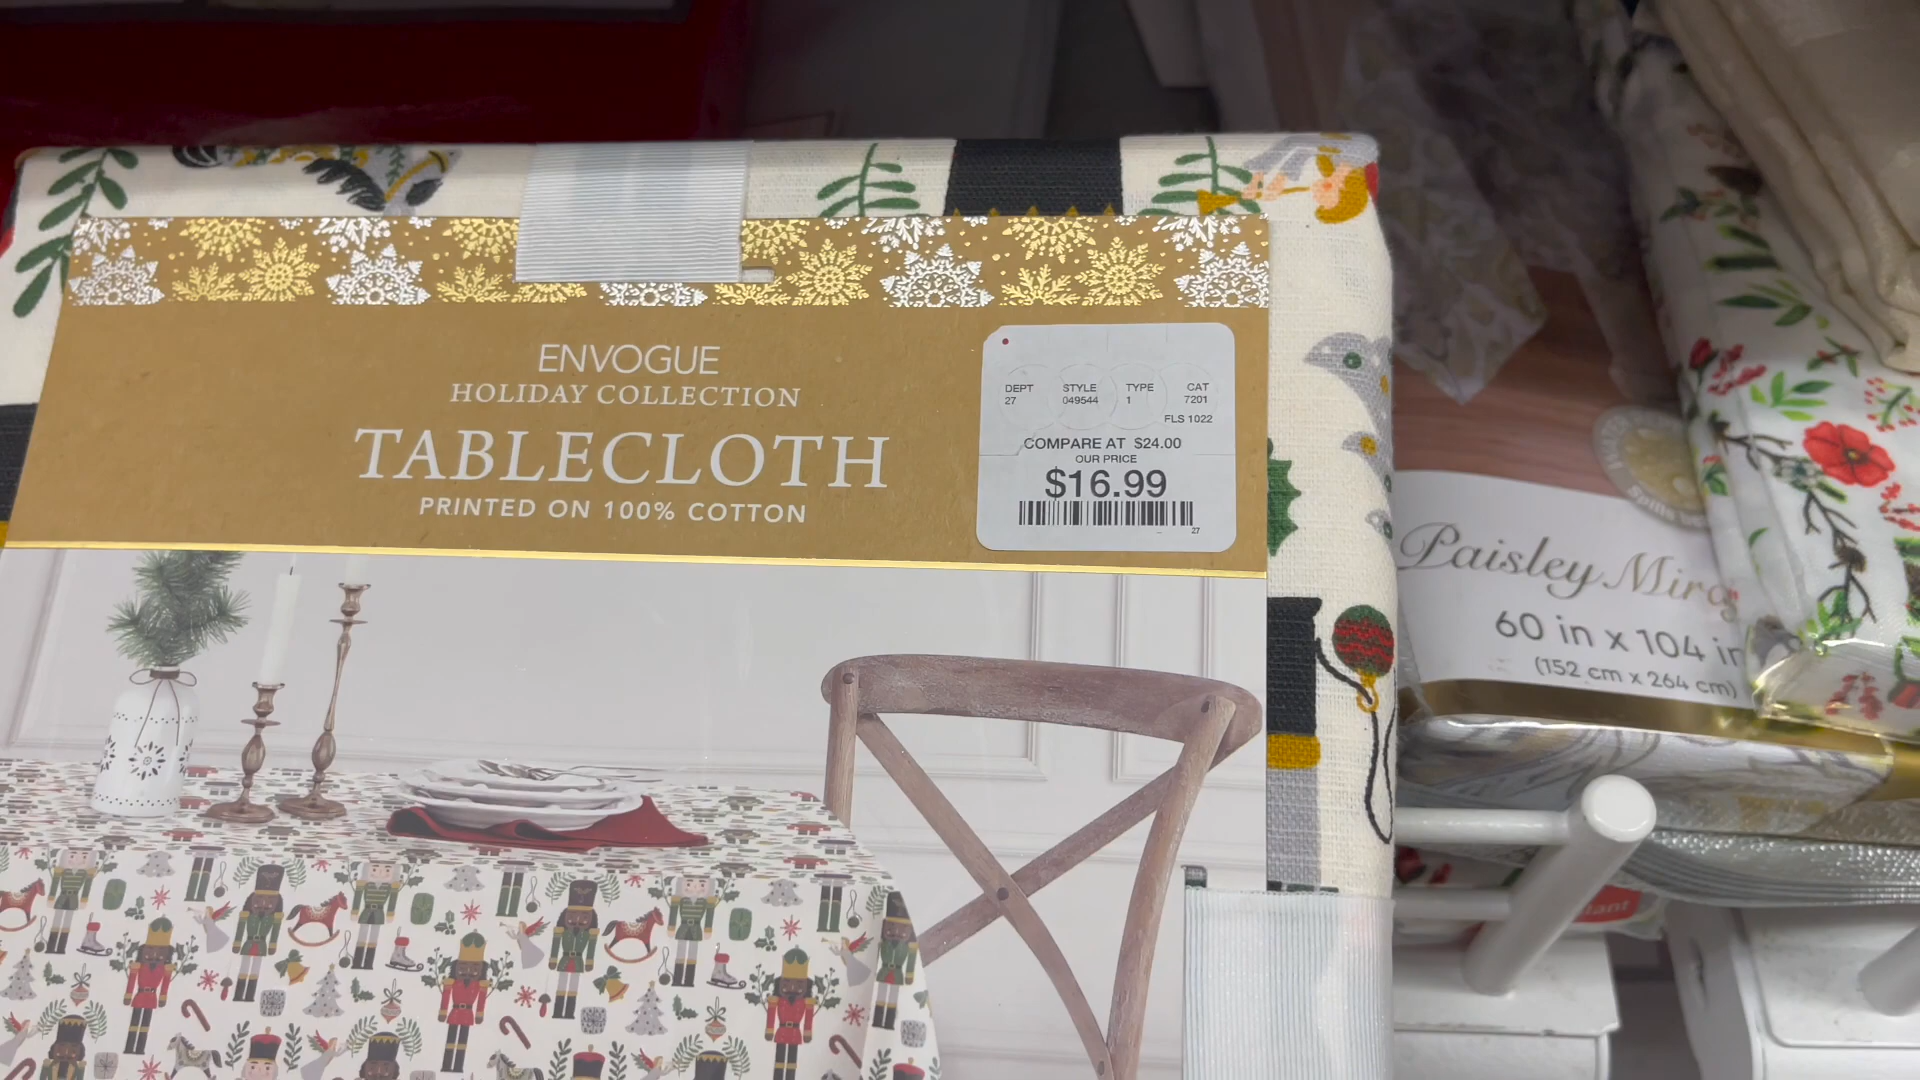 ENVOGUE
HOLIDAY COLLECTION
TABLECLOTH
PRINTED ON 100% COTTON
DEPT STYLE TYPE CAT
27 049544 1 7201
FLS 1022
COMPARE AT $24.00
OUR PRICE
$16.99
27
Paisley
60 in x 104 in
(152 cm x 264 cm)